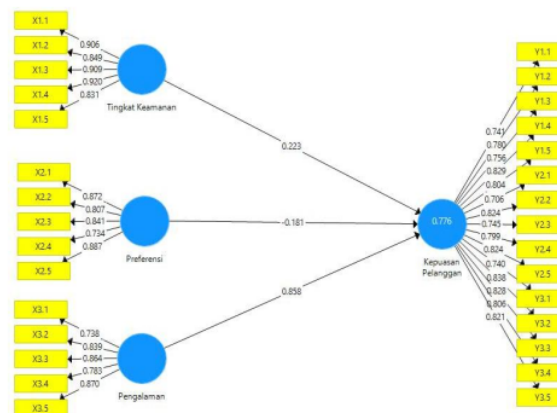 X1.1
X1.2
X1.3
X1.4
X1.5
0.906
0.849
0.909
0.920
0.831
Tingkat Keamanan
0.223
X2.1
X2.2
X2.3
X2.4
X2.5
0.872
0.807
0.841
0.734
0.887
Preferensi
-0.181
X3.1
X3.2
X3.3
X3.4
X3.5
0.738
0.839
0.864
0.783
0.870
Pengalaman
0.858
0.776
Kepuasan
Pelanggan
0.741
0.780
0.756
0.829
0.804
0.706
0.824
0.745
0.799
0.824
0.740
0.838
0.828
0.806
0.821
Y1.1
Y1.2
Y1.3
Y1.4
Y1.5
Y2.1
Y2.2
Y2.3
Y2.4
Y2.5
Y3.1
Y3.2
Y3.3
Y3.4
Y3.5